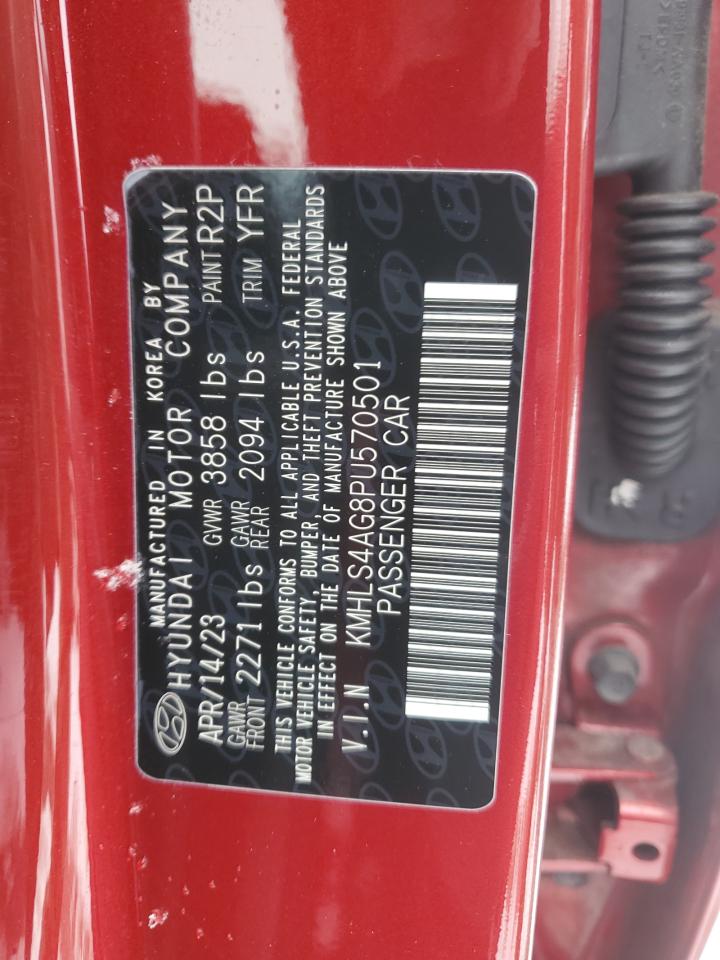 MANUFACTURED IN KOREA BY
HYUNDAI MOTOR COMPANY
APR/14/23 GVWR 3858 lbs PAINT R2P
GAWR FRONT 2271 lbs GAWR REAR 2094 lbs TRIM YFR
THIS VEHICLE CONFORMS TO ALL APPLICABLE U.S.A. FEDERAL
MOTOR VEHICLE SAFETY, BUMPER, AND THEFT PREVENTION STANDARDS
IN EFFECT ON THE DATE OF MANUFACTURE SHOWN ABOVE
V.I.N KMHLS4AG8PU570501
PASSENGER CAR